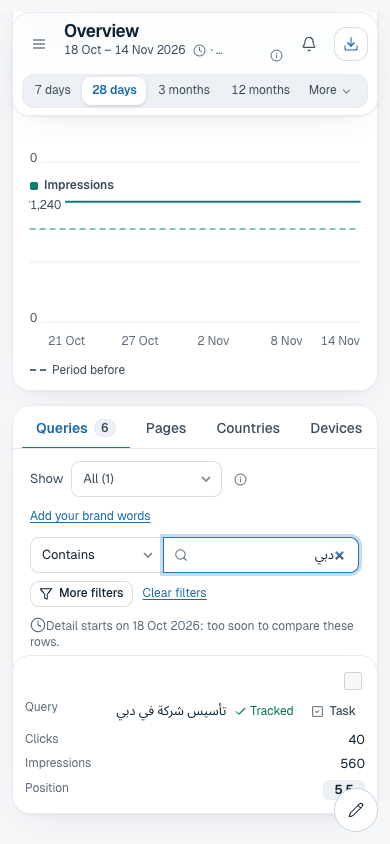 Overview
18 Oct – 14 Nov 2026 · ...
7 days 28 days 3 months 12 months More
0
Impressions
1,240
0
21 Oct 27 Oct 2 Nov 8 Nov 14 Nov
Period before
Queries 6 Pages Countries Devices
Show All (1)
Add your brand words
Contains دبي
More filters Clear filters
Detail starts on 18 Oct 2026: too soon to compare these
rows.
Query تأسيس شركة في دبي Tracked Task
Clicks 40
Impressions 560
Position